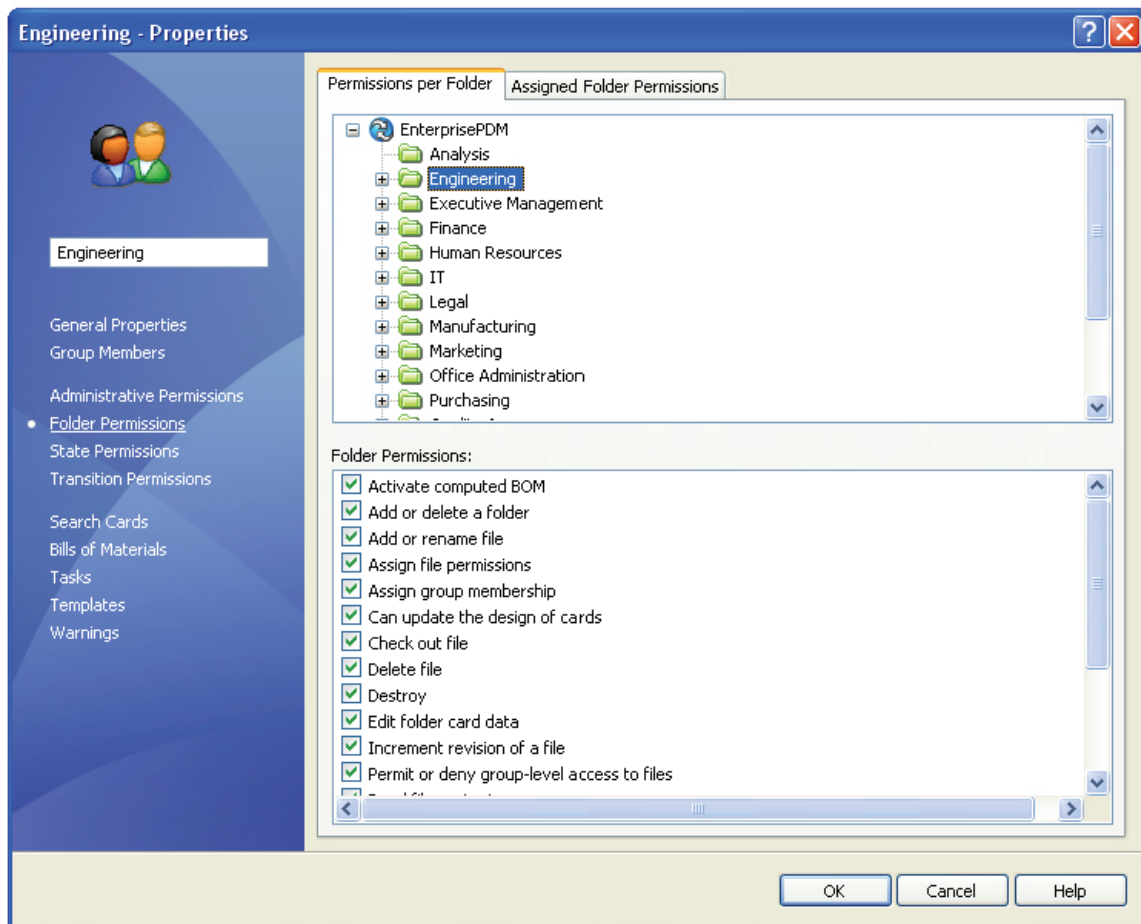 Engineering - Properties
Permissions per Folder
Assigned Folder Permissions
EnterprisePDM
Analysis
Engineering
Executive Management
Finance
Human Resources
IT
Legal
Manufacturing
Marketing
Office Administration
Purchasing
Engineering
General Properties
Group Members
Administrative Permissions
Folder Permissions
State Permissions
Transition Permissions
Search Cards
Bills of Materials
Tasks
Templates
Warnings
Folder Permissions:
Activate computed BOM
Add or delete a folder
Add or rename file
Assign file permissions
Assign group membership
Can update the design of cards
Check out file
Delete file
Destroy
Edit folder card data
Increment revision of a file
Permit or deny group-level access to files
OK
Cancel
Help